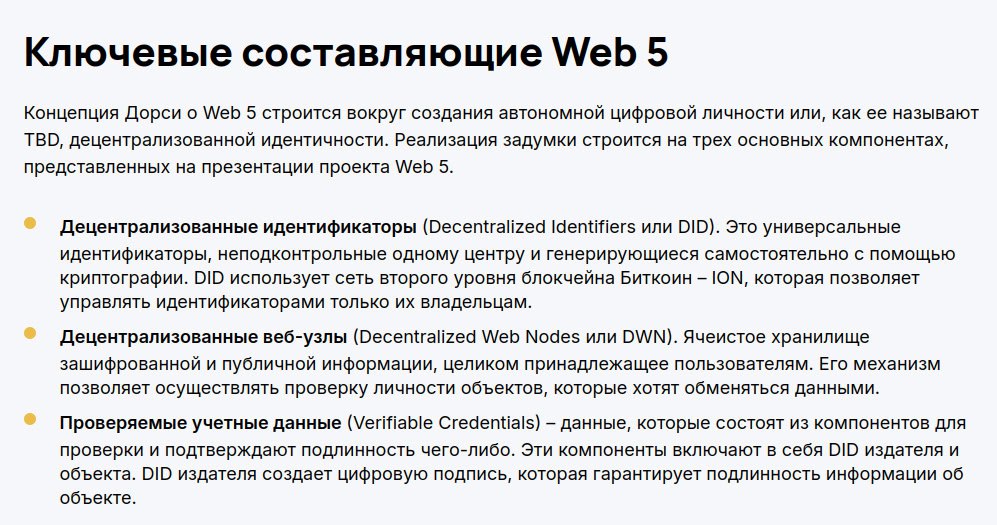 Ключевые составляющие Web 5
Концепция Дорси о Web 5 строится вокруг создания автономной цифровой личности или, как ее называют
TBD, децентрализованной идентичности. Реализация задумки строится на трех основных компонентах,
представленных на презентации проекта Web 5.
Децентрализованные идентификаторы (Decentralized Identifiers или DID). Это универсальные
идентификаторы, неподконтрольные одному центру и генерирующиеся самостоятельно с помощью
криптографии. DID использует сеть второго уровня блокчейна Биткоин – ION, которая позволяет
управлять идентификаторами только их владельцам.
Децентрализованные веб-узлы (Decentralized Web Nodes или DWN). Ячеистое хранилище
зашифрованной и публичной информации, целиком принадлежащее пользователям. Его механизм
позволяет осуществлять проверку личности объектов, которые хотят обменяться данными.
Проверяемые учетные данные (Verifiable Credentials) – данные, которые состоят из компонентов для
проверки и подтверждают подлинность чего-либо. Эти компоненты включают в себя DID издателя и
объекта. DID издателя создает цифровую подпись, которая гарантирует подлинность информации об
объекте.